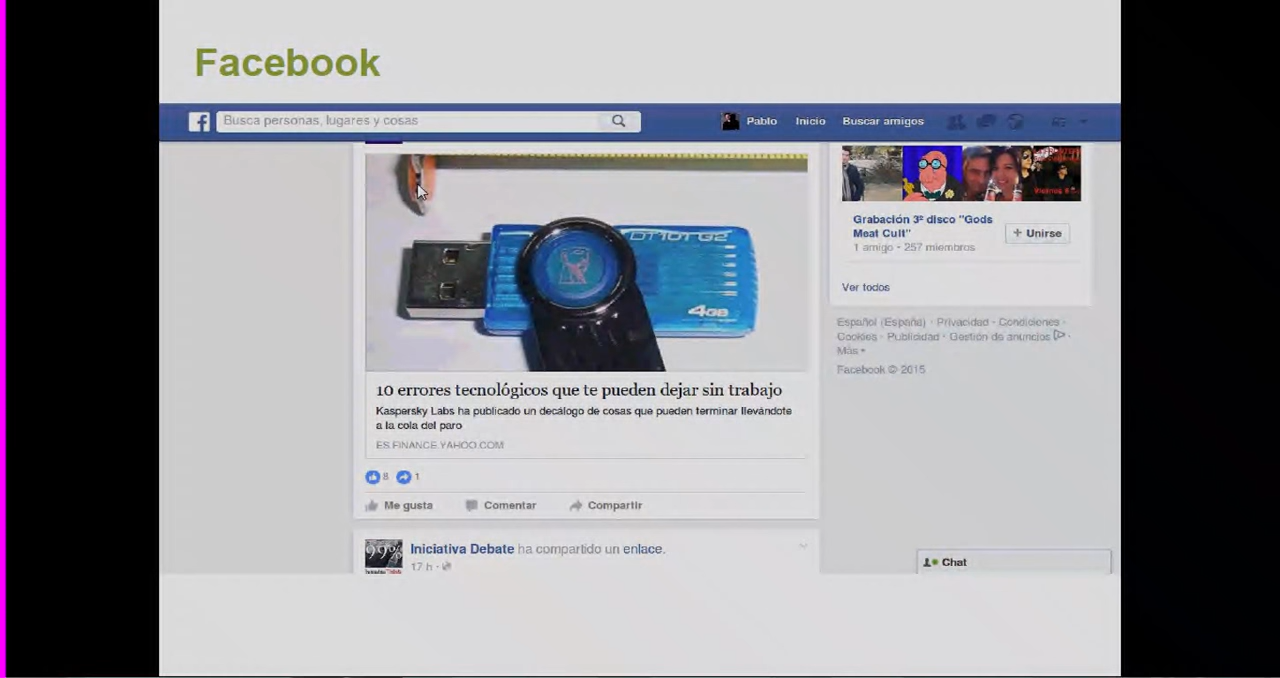 Facebook
Busca personas, lugares y cosas
Pablo Inicio Buscar amigos
DT101 G2
4GB
10 errores tecnológicos que te pueden dejar sin trabajo
Kaspersky Labs ha publicado un decálogo de cosas que pueden terminar llevándote
a la cola del paro
ES.FINANCE.YAHOO.COM
8 1
Me gusta Comentar Compartir
99%
Iniciativa Debate ha compartido un enlace.
17 h ·
Grabación 3º disco "Gods
Meat Cult"
1 amigo · 257 miembros
+ Unirse
Ver todos
Español (España) · Privacidad · Condiciones ·
Cookies · Publicidad · Gestión de anuncios ·
Más
Facebook © 2015
Chat